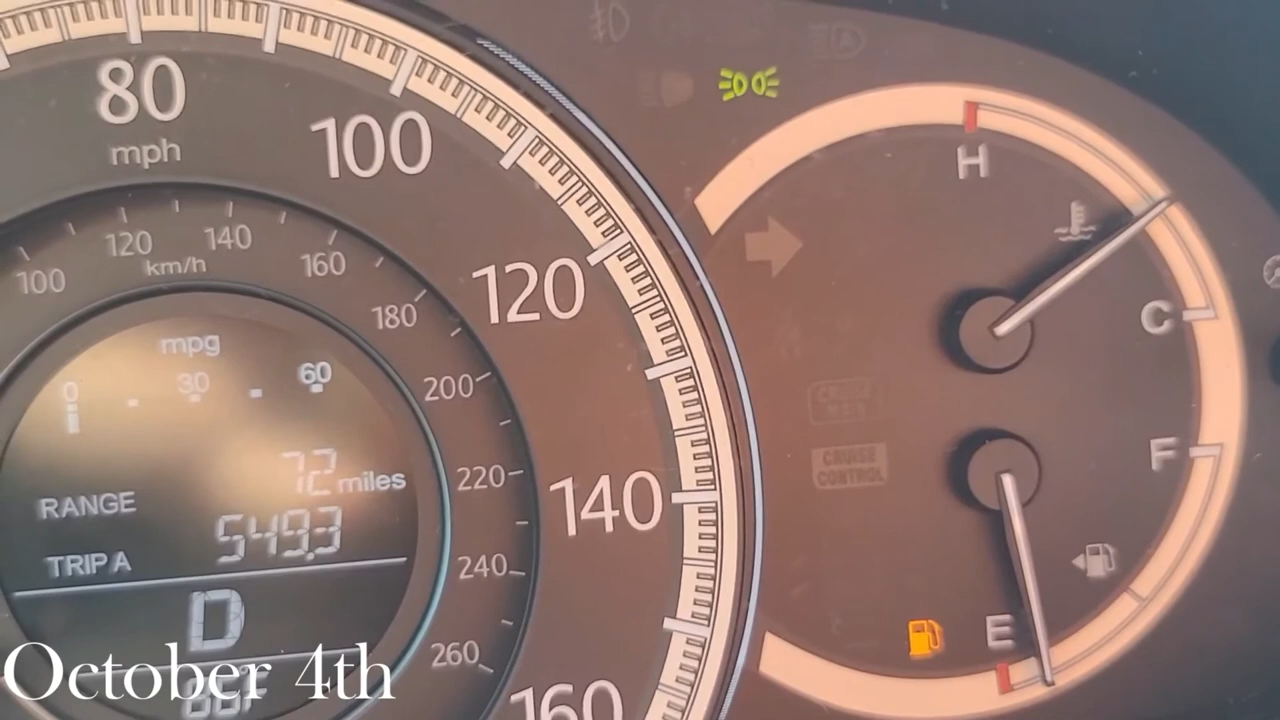 80
mph
100
120
140
160
100
120
140
160
180
200
220
240
260
km/h
mpg
0 30 60
RANGE 72 miles
TRIP A 549.3
D
H
C
F
E
CRUISE
CONTROL
October 4th